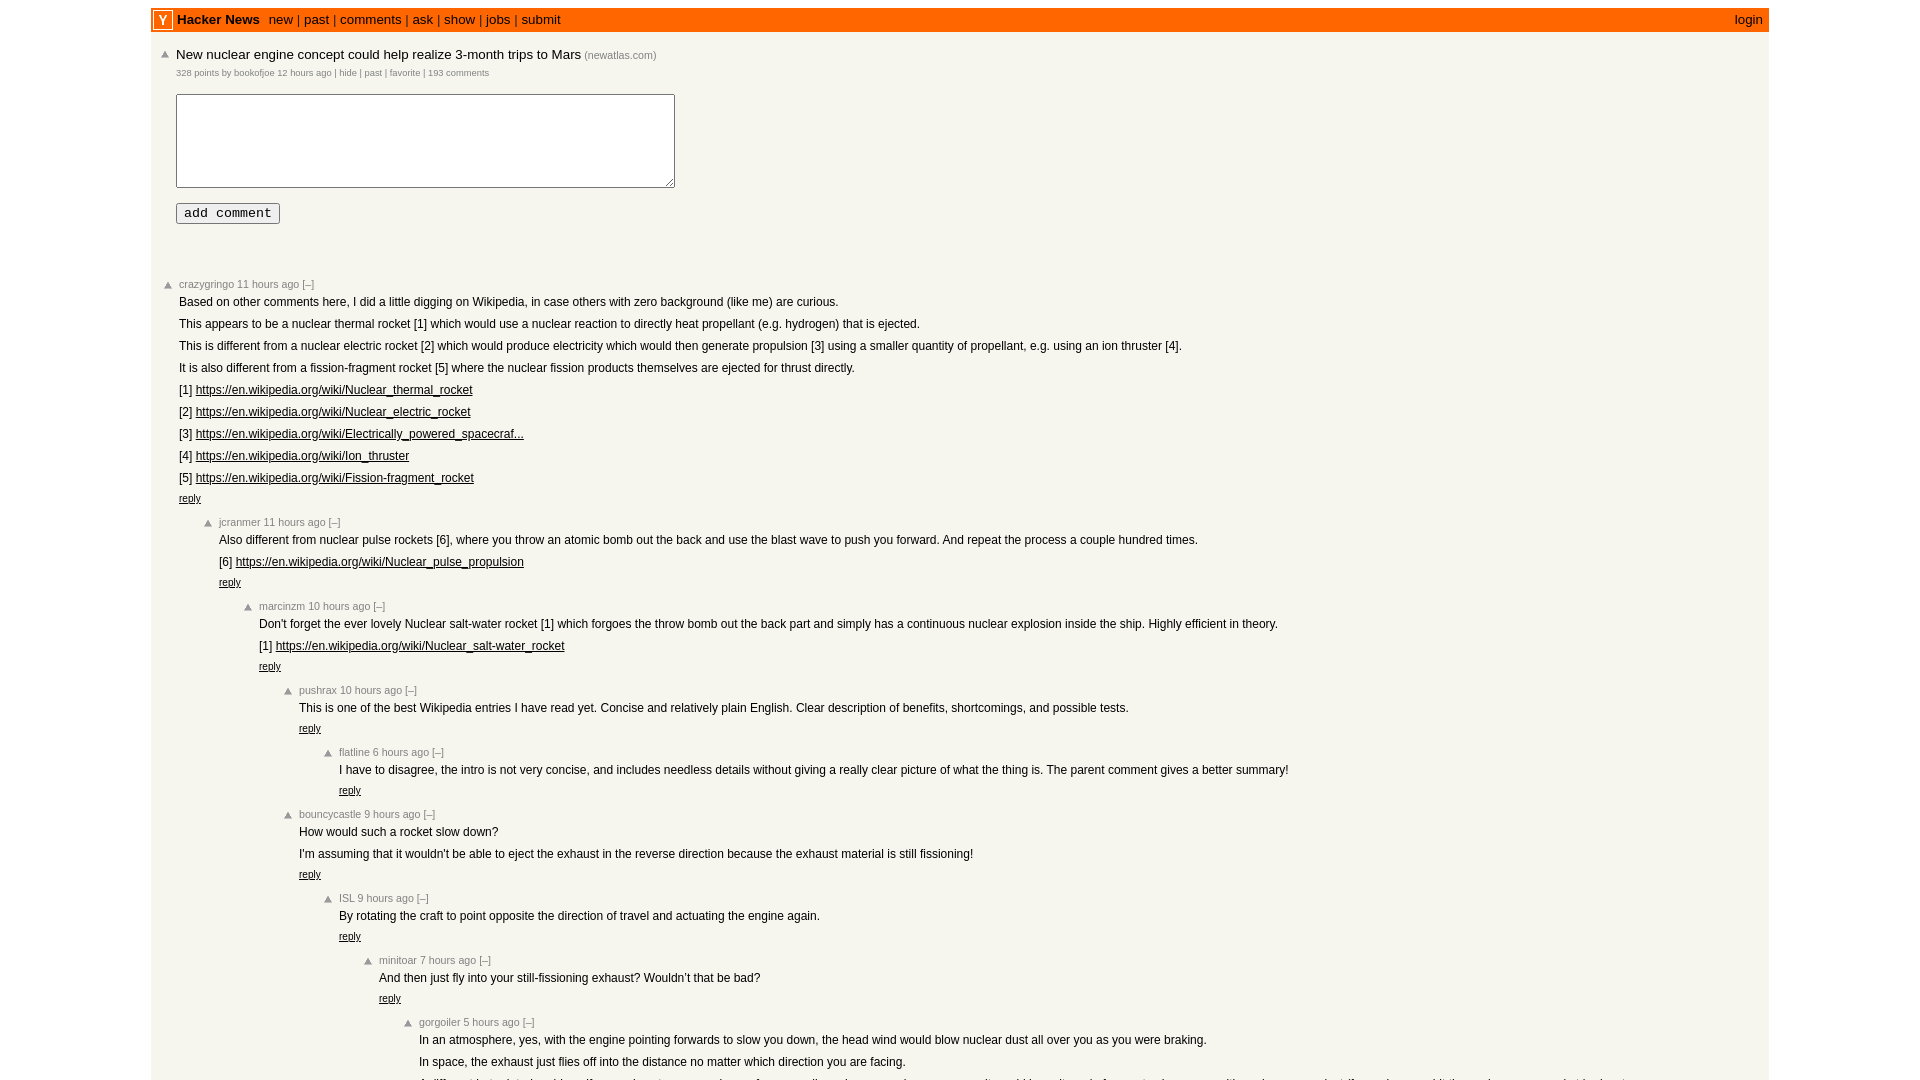 Y Hacker News new | past | comments | ask | show | jobs | submit login
New nuclear engine concept could help realize 3-month trips to Mars (newatlas.com)
328 points by bookofjoe 12 hours ago | hide | past | favorite | 193 comments
add comment
crazygringo 11 hours ago [–]
Based on other comments here, I did a little digging on Wikipedia, in case others with zero background (like me) are curious.
This appears to be a nuclear thermal rocket [1] which would use a nuclear reaction to directly heat propellant (e.g. hydrogen) that is ejected.
This is different from a nuclear electric rocket [2] which would produce electricity which would then generate propulsion [3] using a smaller quantity of propellant, e.g. using an ion thruster [4].
It is also different from a fission-fragment rocket [5] where the nuclear fission products themselves are ejected for thrust directly.
[1] https://en.wikipedia.org/wiki/Nuclear_thermal_rocket
[2] https://en.wikipedia.org/wiki/Nuclear_electric_rocket
[3] https://en.wikipedia.org/wiki/Electrically_powered_spacecraf...
[4] https://en.wikipedia.org/wiki/Ion_thruster
[5] https://en.wikipedia.org/wiki/Fission-fragment_rocket
reply
jcranmer 11 hours ago [–]
Also different from nuclear pulse rockets [6], where you throw an atomic bomb out the back and use the blast wave to push you forward. And repeat the process a couple hundred times.
[6] https://en.wikipedia.org/wiki/Nuclear_pulse_propulsion
reply
marcinzm 10 hours ago [–]
Don't forget the ever lovely Nuclear salt-water rocket [1] which forgoes the throw bomb out the back part and simply has a continuous nuclear explosion inside the ship. Highly efficient in theory.
[1] https://en.wikipedia.org/wiki/Nuclear_salt-water_rocket
reply
pushrax 10 hours ago [–]
This is one of the best Wikipedia entries I have read yet. Concise and relatively plain English. Clear description of benefits, shortcomings, and possible tests.
reply
flatline 6 hours ago [–]
I have to disagree, the intro is not very concise, and includes needless details without giving a really clear picture of what the thing is. The parent comment gives a better summary!
reply
bouncycastle 9 hours ago [–]
How would such a rocket slow down?
I'm assuming that it wouldn't be able to eject the exhaust in the reverse direction because the exhaust material is still fissioning!
reply
ISL 9 hours ago [–]
By rotating the craft to point opposite the direction of travel and actuating the engine again.
reply
minitoar 7 hours ago [–]
And then just fly into your still-fissioning exhaust? Wouldn’t that be bad?
reply
gorgoiler 5 hours ago [–]
In an atmosphere, yes, with the engine pointing forwards to slow you down, the head wind would blow nuclear dust all over you as you were braking.
In space, the exhaust just flies off into the distance no matter which direction you are facing.